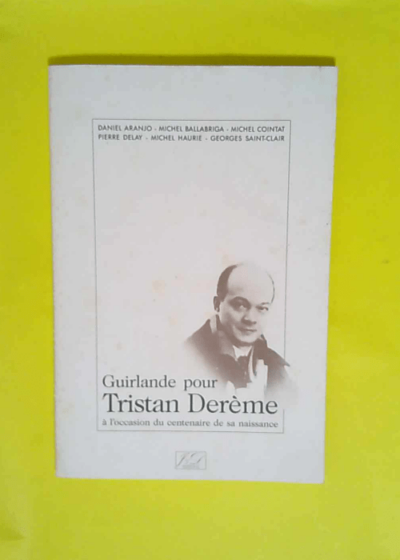 DANIEL ARANJO - MICHEL BALLABRIGA - MICHEL COINTAT
PIERRE DELAY - MICHEL HAURIE - GEORGES SAINT-CLAIR
Guirlande pour
Tristan Derème
à l'occasion du centenaire de sa naissance